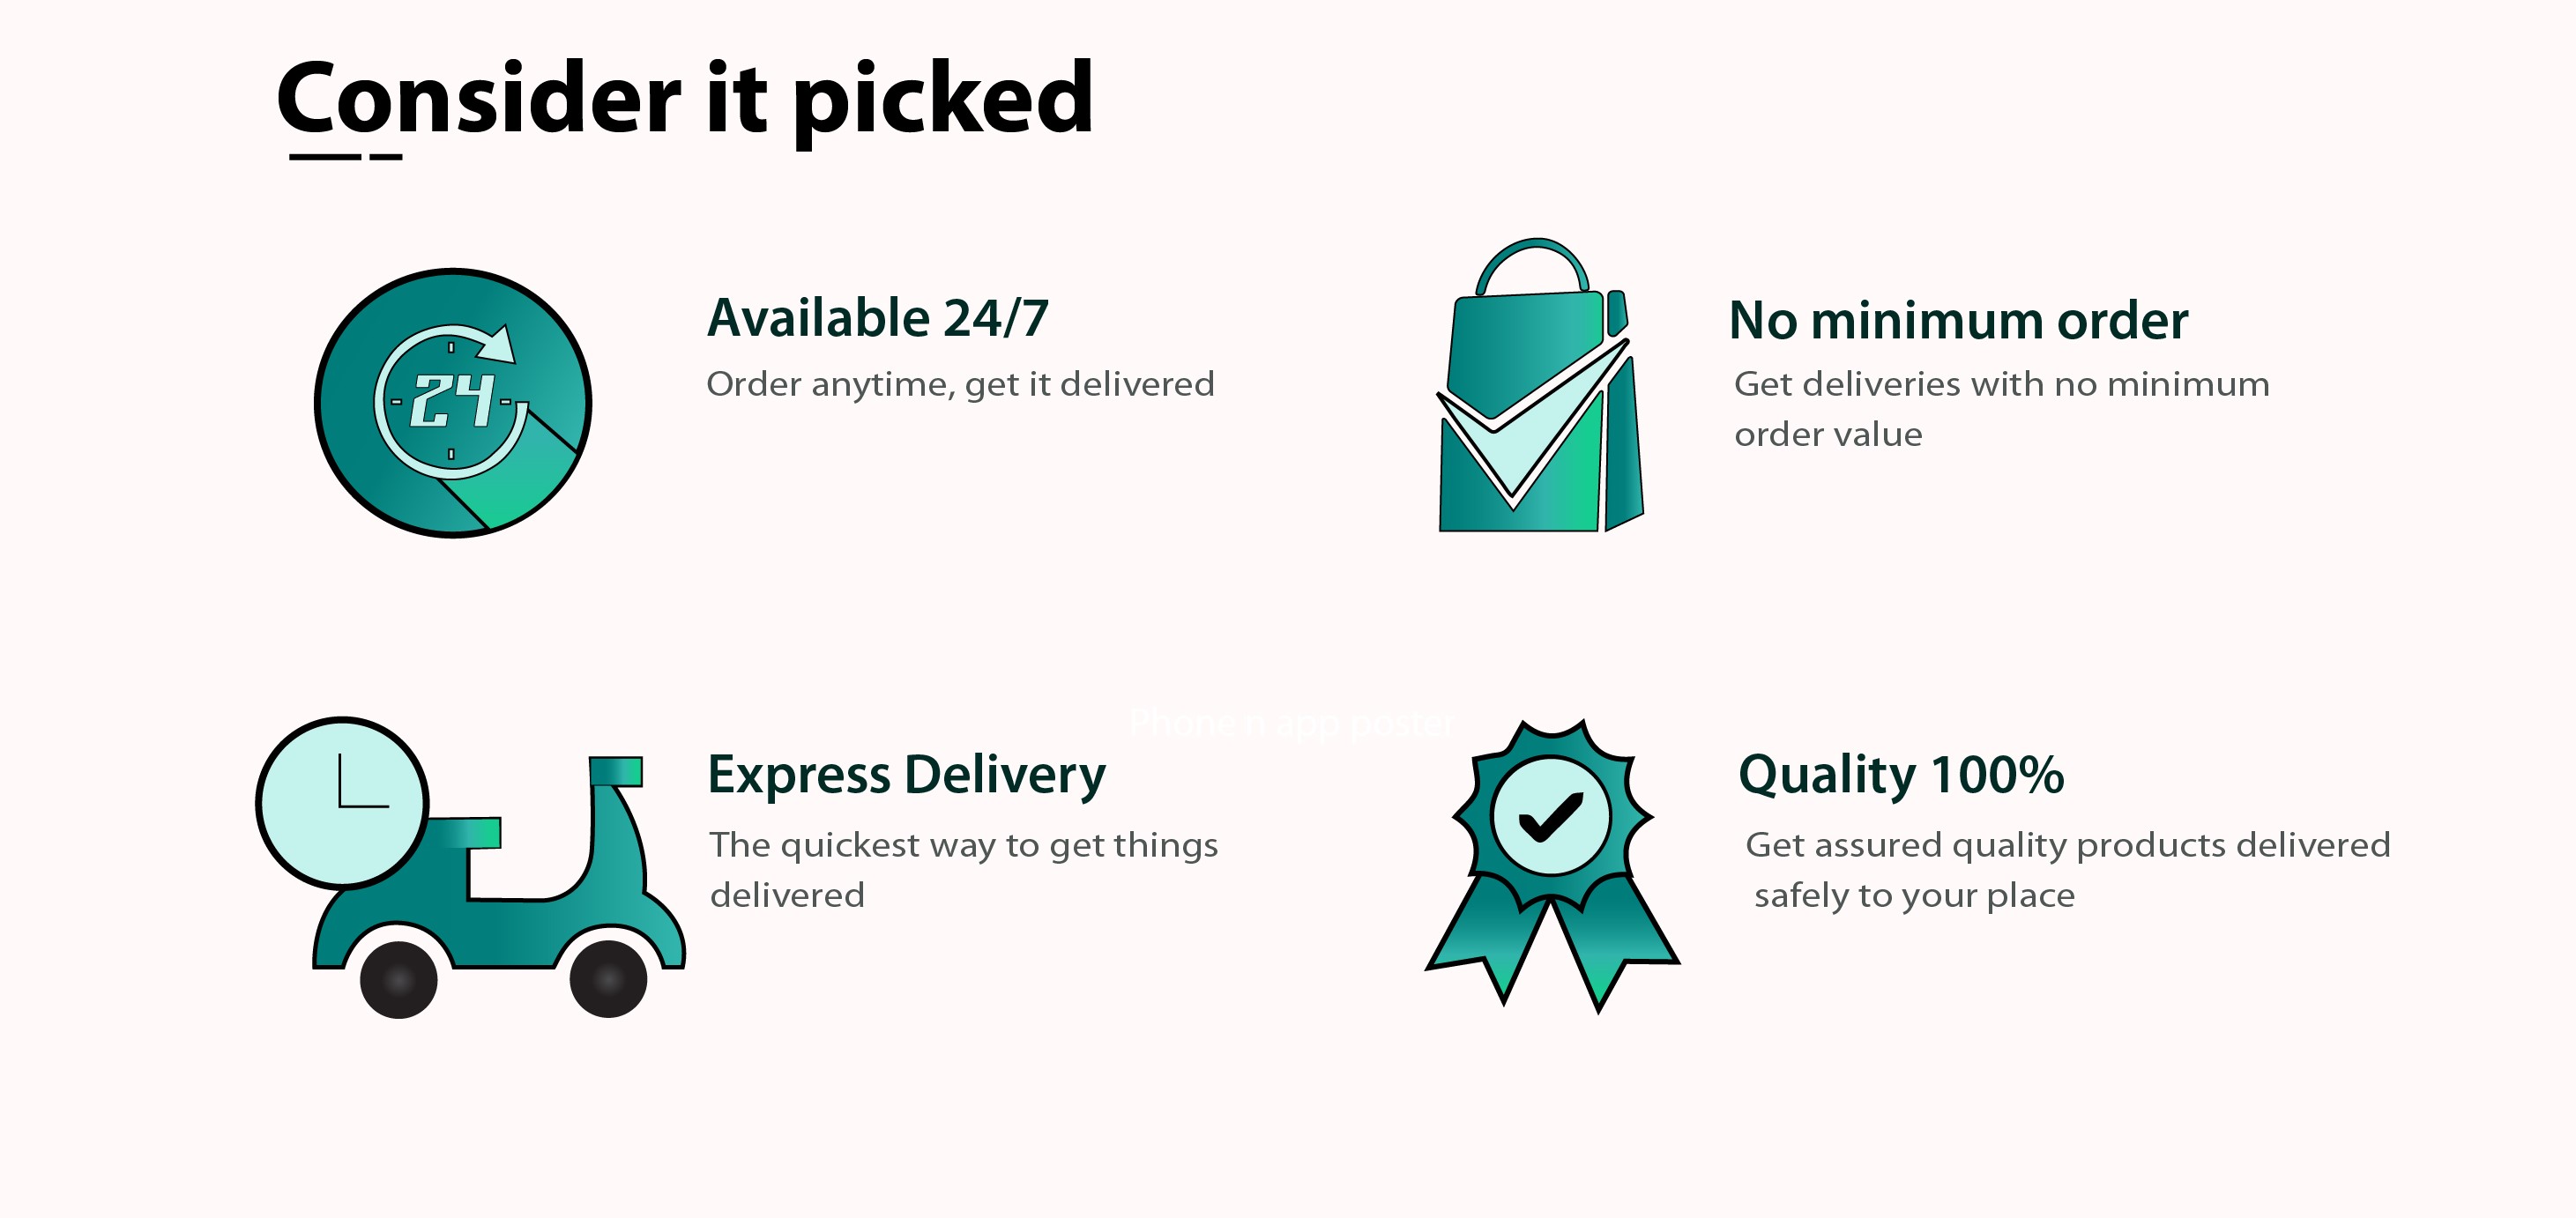 Consider it picked
24
Available 24/7
Order anytime, get it delivered
No minimum order
Get deliveries with no minimum
order value
Phone n app poster
Express Delivery
The quickest way to get things
delivered
Quality 100%
Get assured quality products delivered
safely to your place